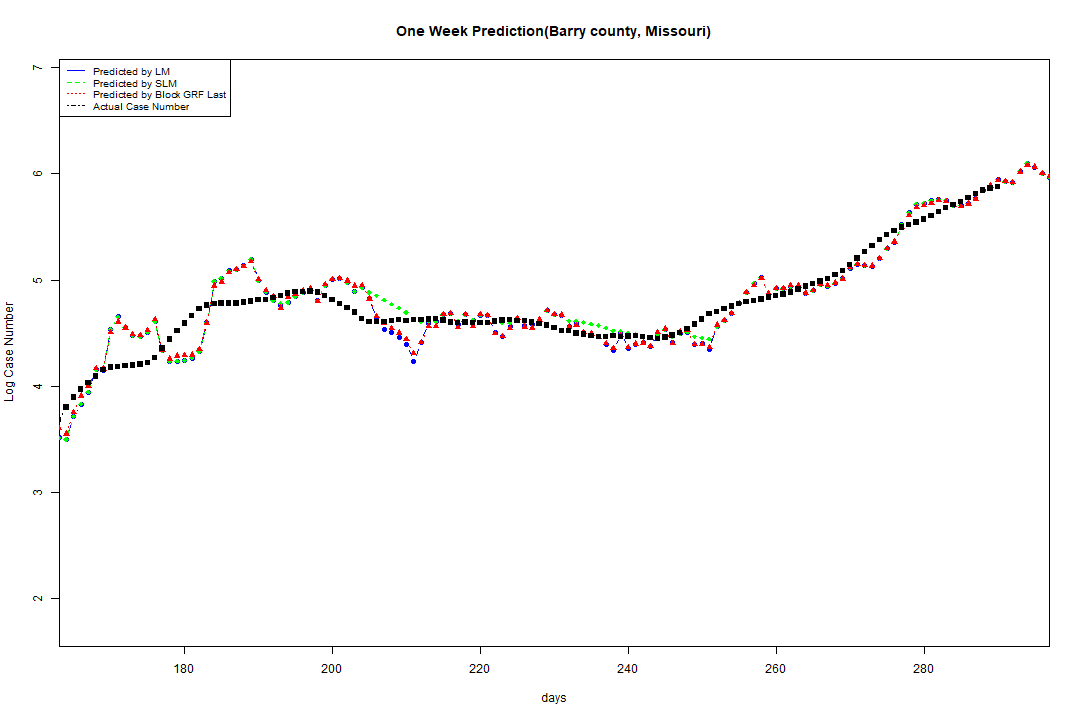 One Week Prediction(Barry county, Missouri)
Predicted by LM
Predicted by SLM
Predicted by Block GRF Last
Actual Case Number
7
6
5
4
3
2
Log Case Number
180 200 220 240 260 280
days